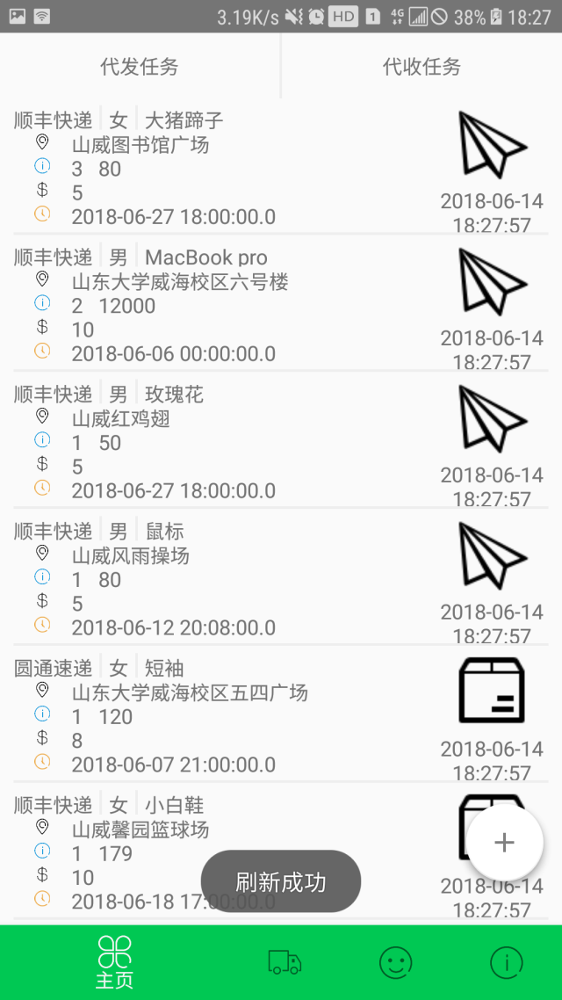 3.19K/s HD 1 4G 38% 18:27
代发任务 代收任务
顺丰快递 女 大猪蹄子
山威图书馆广场
3 80
$ 5
2018-06-27 18:00:00.0
2018-06-14
18:27:57
顺丰快递 男 MacBook pro
山东大学威海校区六号楼
2 12000
$ 10
2018-06-06 00:00:00.0
2018-06-14
18:27:57
顺丰快递 男 玫瑰花
山威红鸡翅
1 50
$ 5
2018-06-27 18:00:00.0
2018-06-14
18:27:57
顺丰快递 男 鼠标
山威风雨操场
1 80
$ 5
2018-06-12 20:08:00.0
2018-06-14
18:27:57
圆通速递 女 短袖
山东大学威海校区五四广场
1 120
$ 8
2018-06-07 21:00:00.0
2018-06-14
18:27:57
顺丰快递 女 小白鞋
山威馨园篮球场
1 179
$ 10
2018-06-18 17:00:00.0
2018-06-14
18:27:57
+
刷新成功
主页